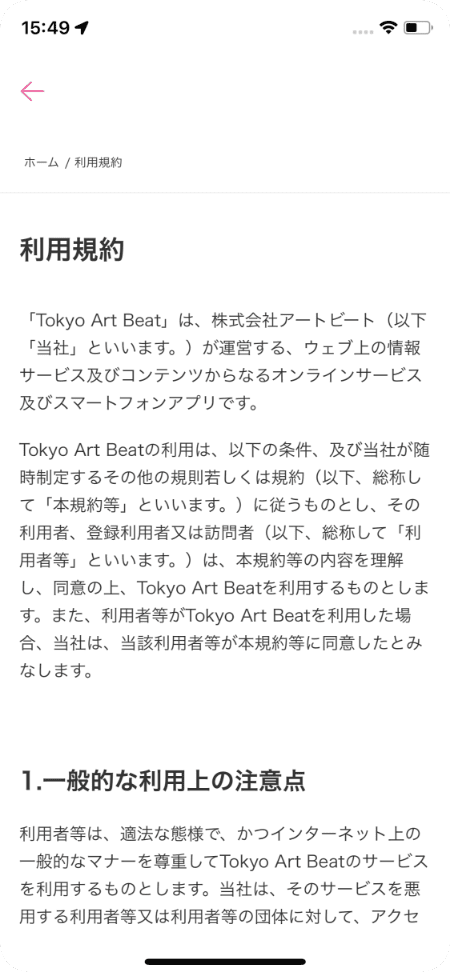 15:49
ホーム / 利用規約
利用規約
「Tokyo Art Beat」は、株式会社アートビート（以下
「当社」といいます。）が運営する、ウェブ上の情報
サービス及びコンテンツからなるオンラインサービス
及びスマートフォンアプリです。
Tokyo Art Beatの利用は、以下の条件、及び当社が随
時制定するその他の規則若しくは規約（以下、総称し
て「本規約等」といいます。）に従うものとし、その
利用者、登録利用者又は訪問者（以下、総称して「利
用者等」といいます。）は、本規約等の内容を理解
し、同意の上、Tokyo Art Beatを利用するものとしま
す。また、利用者等がTokyo Art Beatを利用した場
合、当社は、当該利用者等が本規約等に同意したとみ
なします。
1.一般的な利用上の注意点
利用者等は、適法な態様で、かつインターネット上の
一般的なマナーを尊重してTokyo Art Beatのサービス
を利用するものとします。当社は、そのサービスを悪
用する利用者等又は利用者等の団体に対して、アクセ